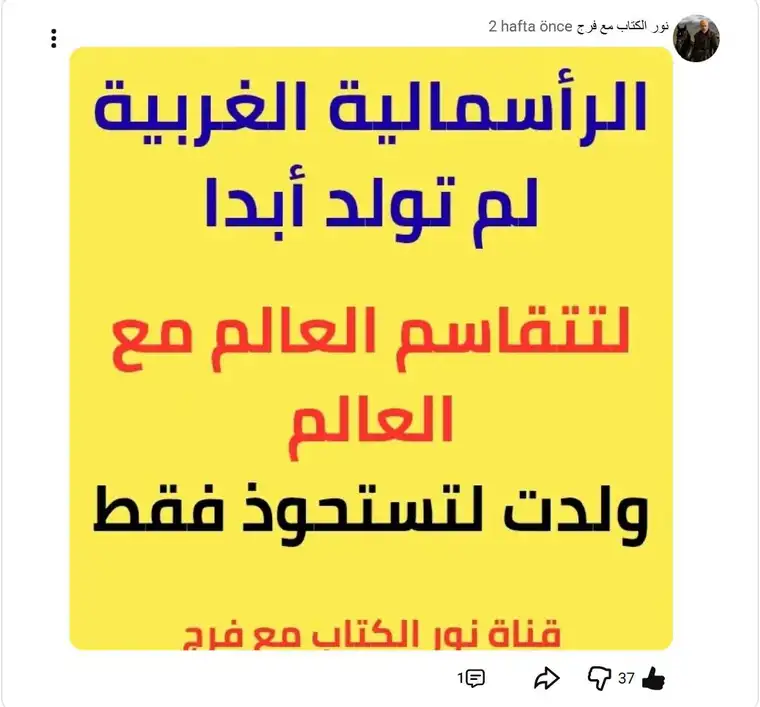 نور الكتاب مع فرج 2 hafta önce
الرأسمالية الغربية
لم تولد أبدا
لتتقاسم العالم مع
العالم
ولدت لتستحوذ فقط
قناة نور الكتاب مع فرج
37
1